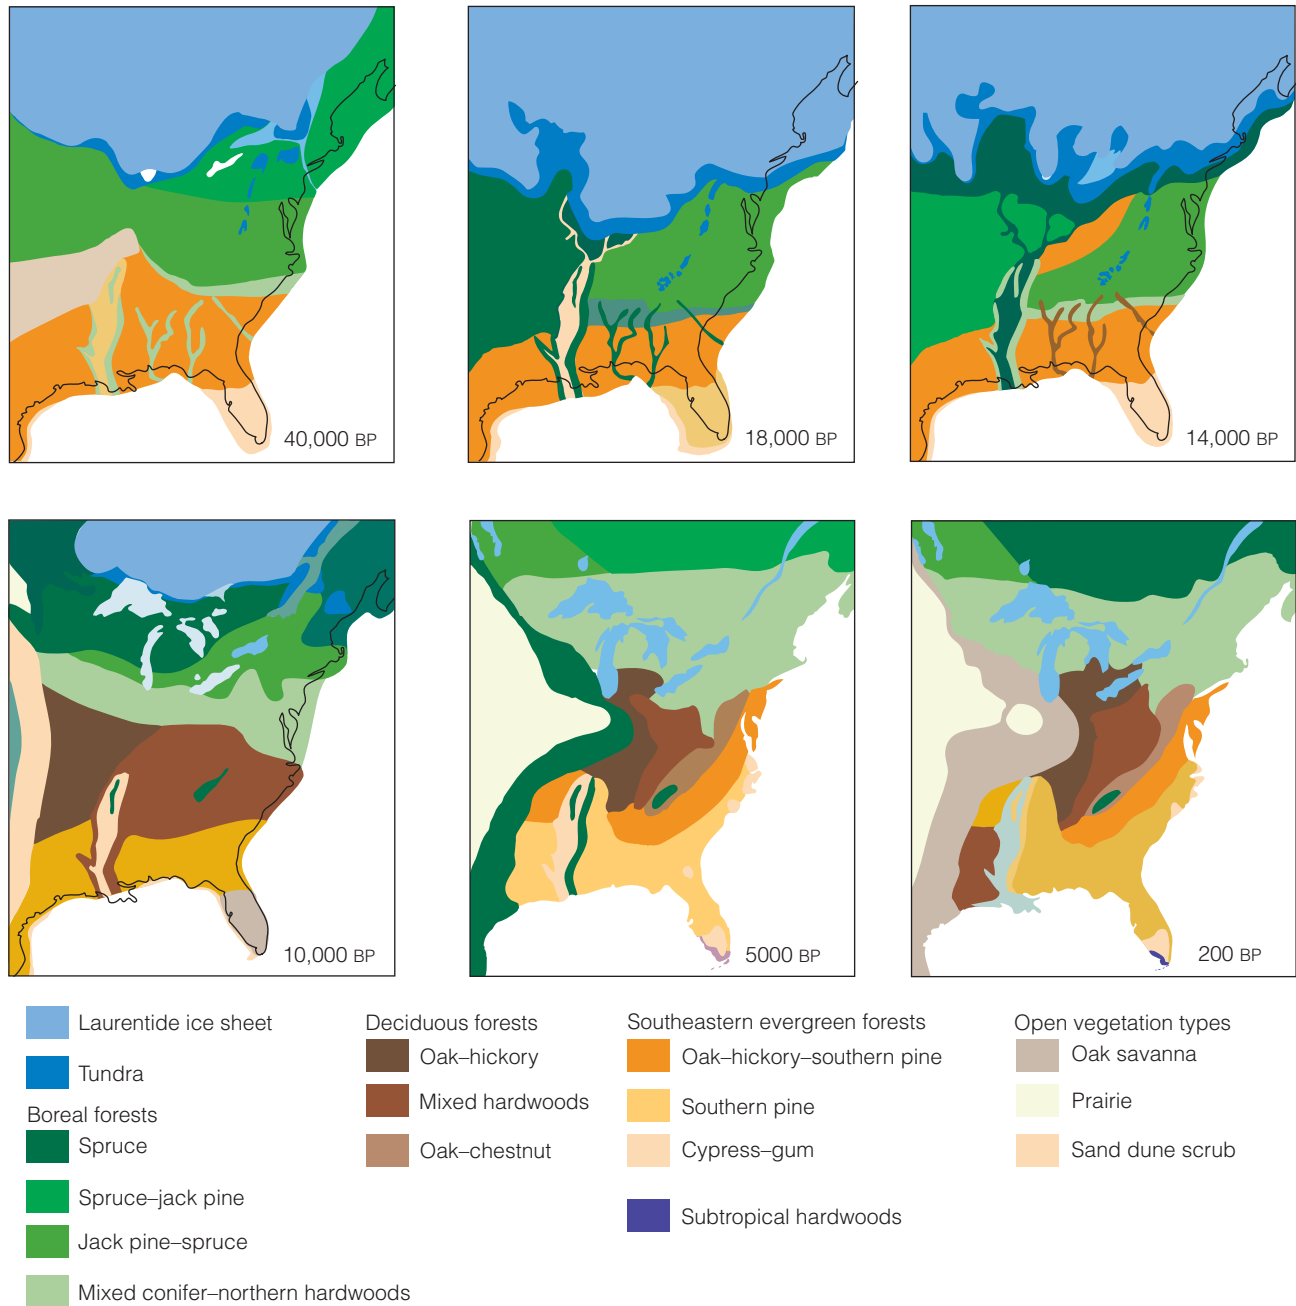 40,000 BP
18,000 BP
14,000 BP
10,000 BP
5000 BP
200 BP
Laurentide ice sheet
Tundra
Boreal forests
Spruce
Spruce–jack pine
Jack pine–spruce
Mixed conifer–northern hardwoods
Deciduous forests
Oak–hickory
Mixed hardwoods
Oak–chestnut
Southeastern evergreen forests
Oak–hickory–southern pine
Southern pine
Cypress–gum
Subtropical hardwoods
Open vegetation types
Oak savanna
Prairie
Sand dune scrub